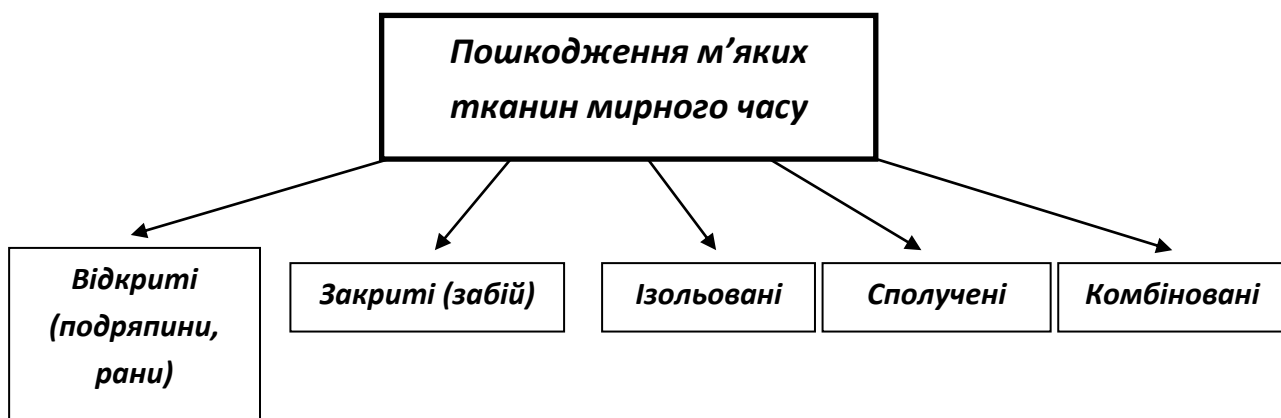 Пошкодження м’яких
тканин мирного часу
Відкриті
(подряпини,
рани)
Закриті (забій)
Ізольовані
Сполучені
Комбіновані